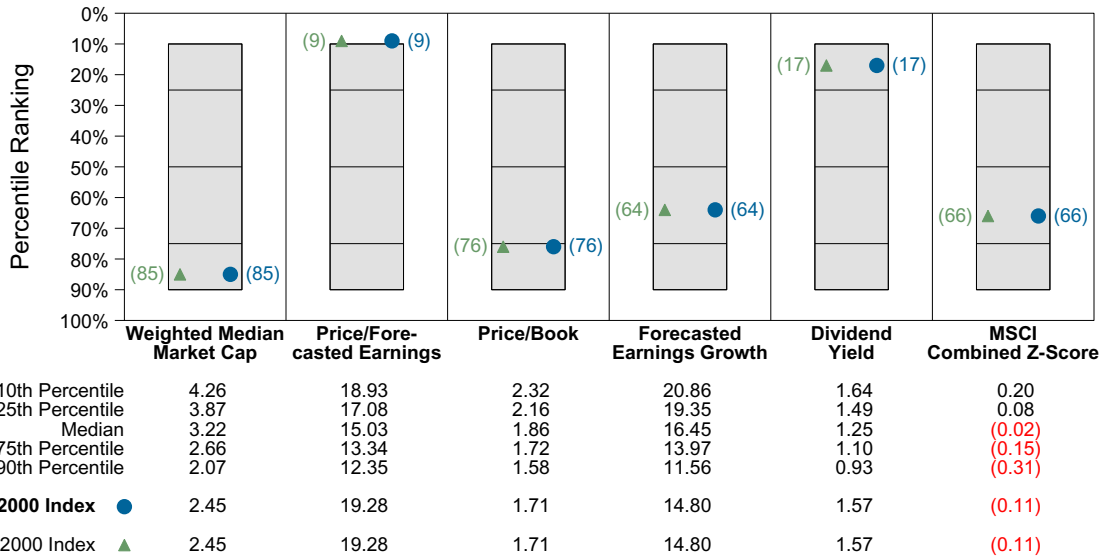 Percentile Ranking
0%
10%
20%
30%
40%
50%
60%
70%
80%
90%
100%
(85) (85)
(9) (9)
(76) (76)
(64) (64)
(17) (17)
(66) (66)
Weighted Median Market Cap
Price/Fore- casted Earnings
Price/Book
Forecasted Earnings Growth
Dividend Yield
MSCI Combined Z-Score
10th Percentile 4.26 18.93 2.32 20.86 1.64 0.20
25th Percentile 3.87 17.08 2.16 19.35 1.49 0.08
Median 3.22 15.03 1.86 16.45 1.25 (0.02)
75th Percentile 2.66 13.34 1.72 13.97 1.10 (0.15)
90th Percentile 2.07 12.35 1.58 11.56 0.93 (0.31)
2000 Index 2.45 19.28 1.71 14.80 1.57 (0.11)
2000 Index 2.45 19.28 1.71 14.80 1.57 (0.11)